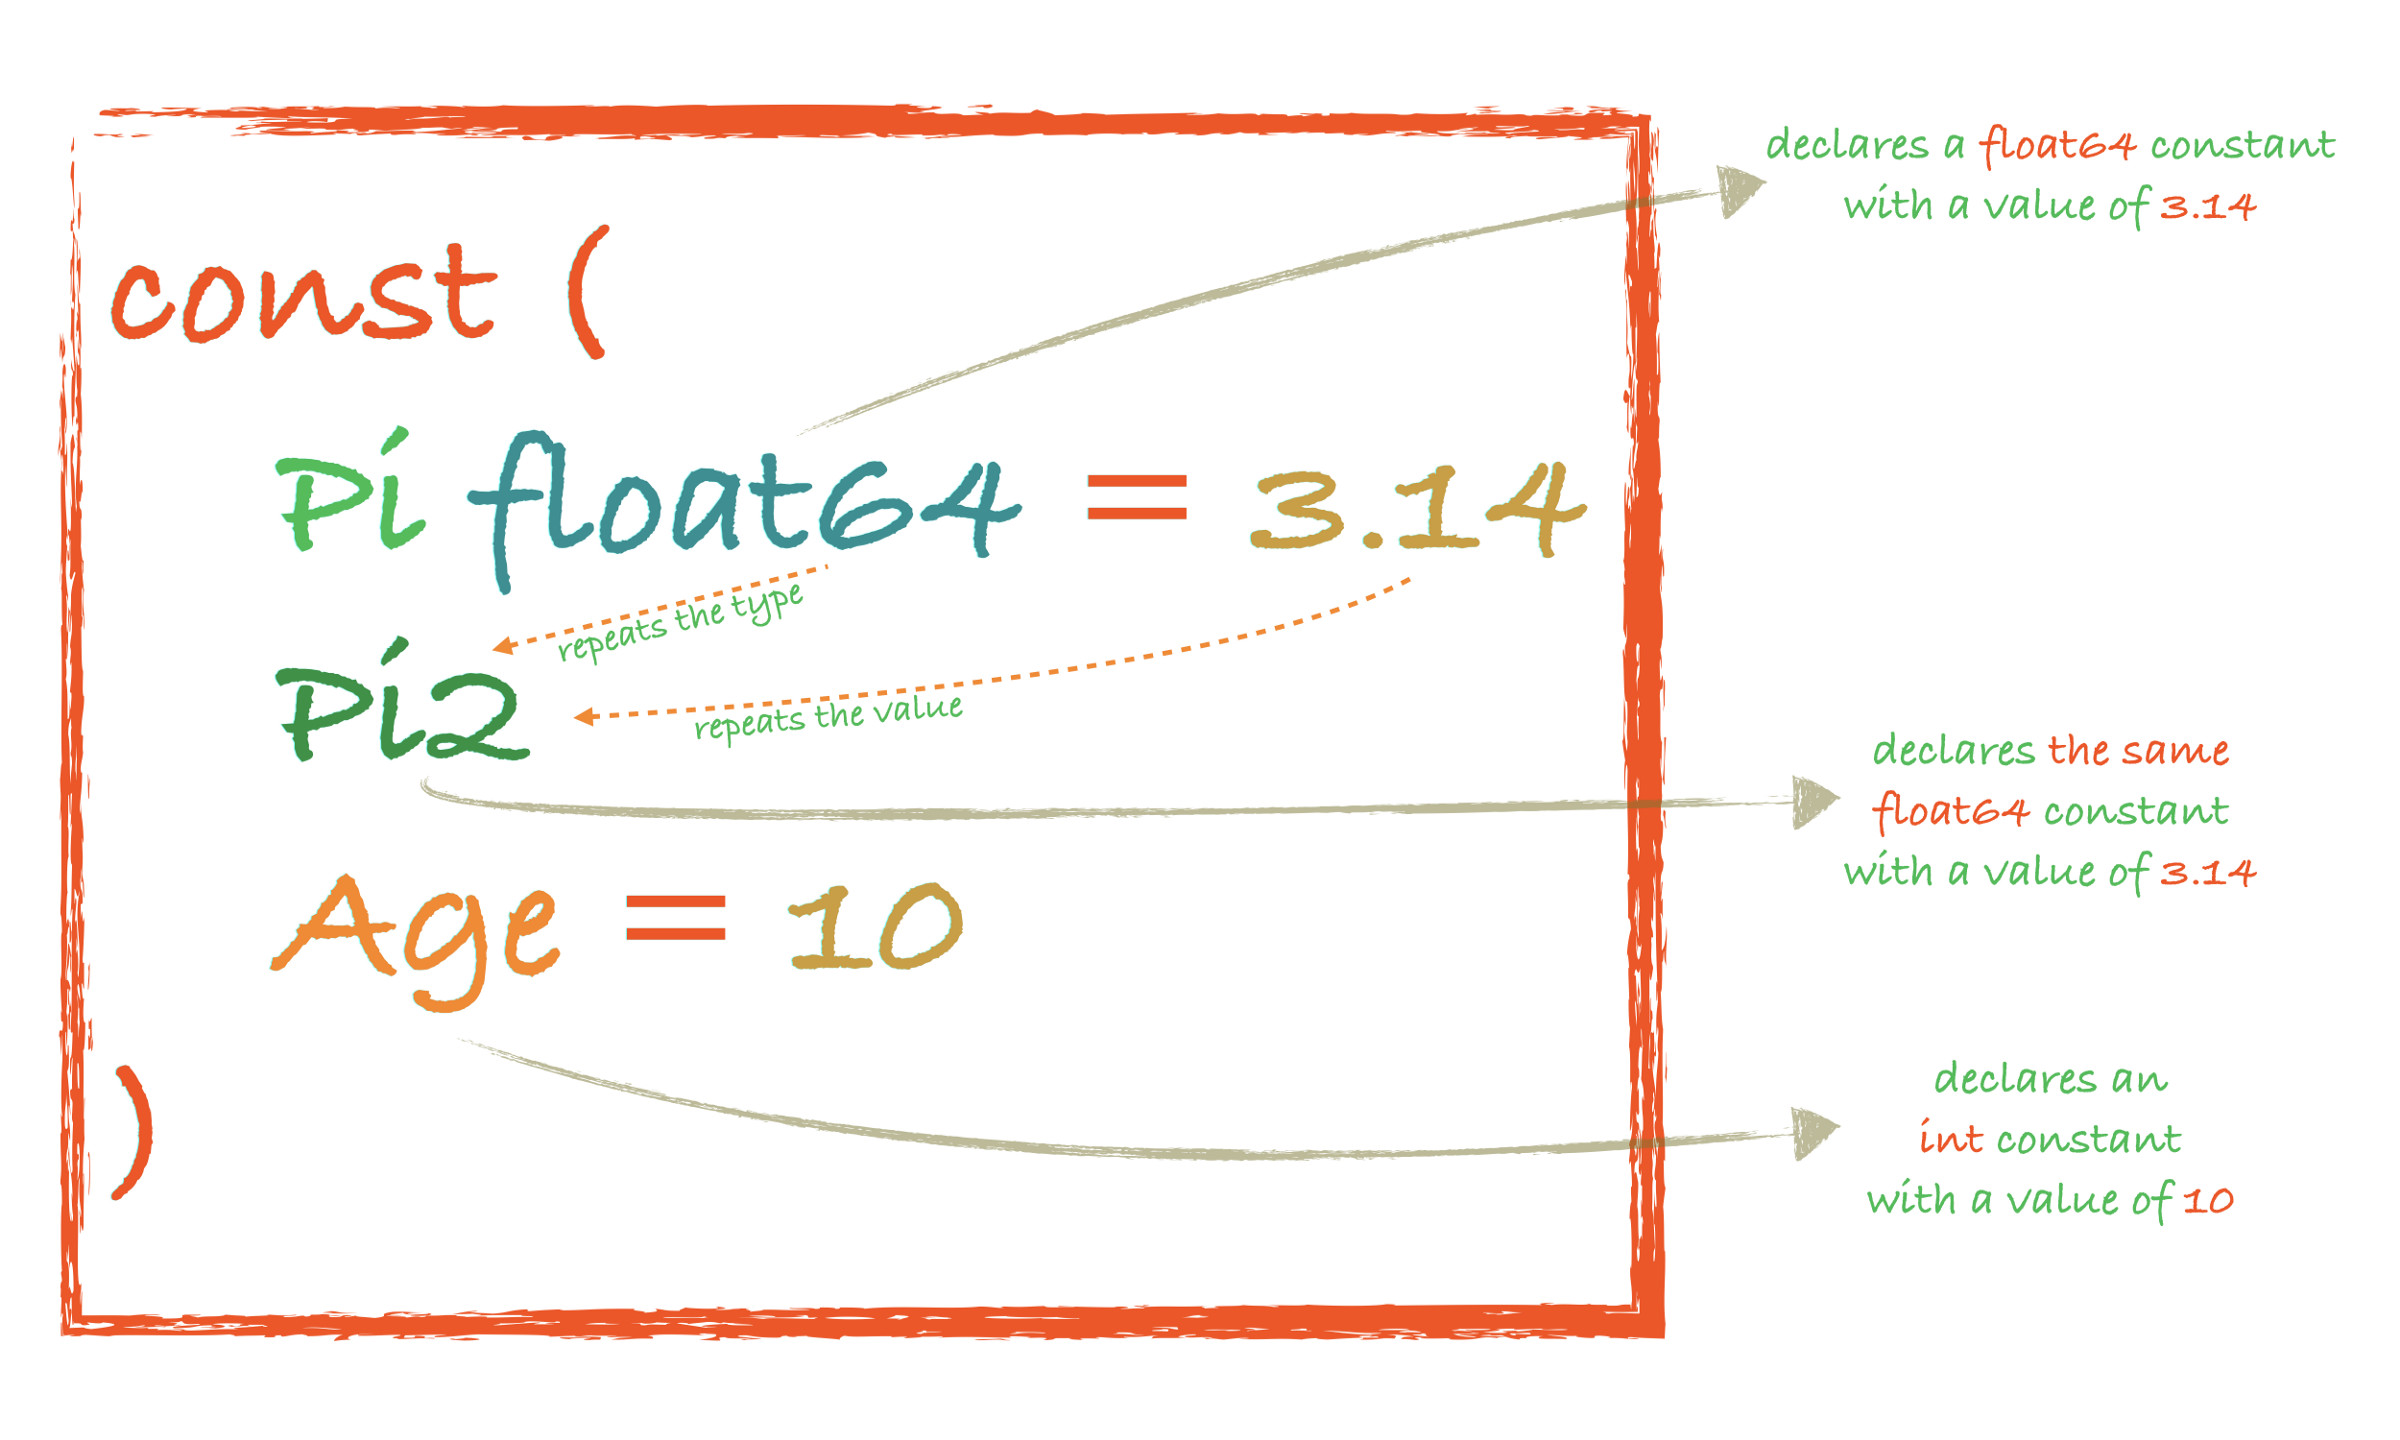 declares a float64 constant
with a value of 3.14
const (
Pi float64 = 3.14
repeats the type
Pi2
repeats the value
declares the same
float64 constant
with a value of 3.14
Age = 10
declares an
int constant
with a value of 10
)